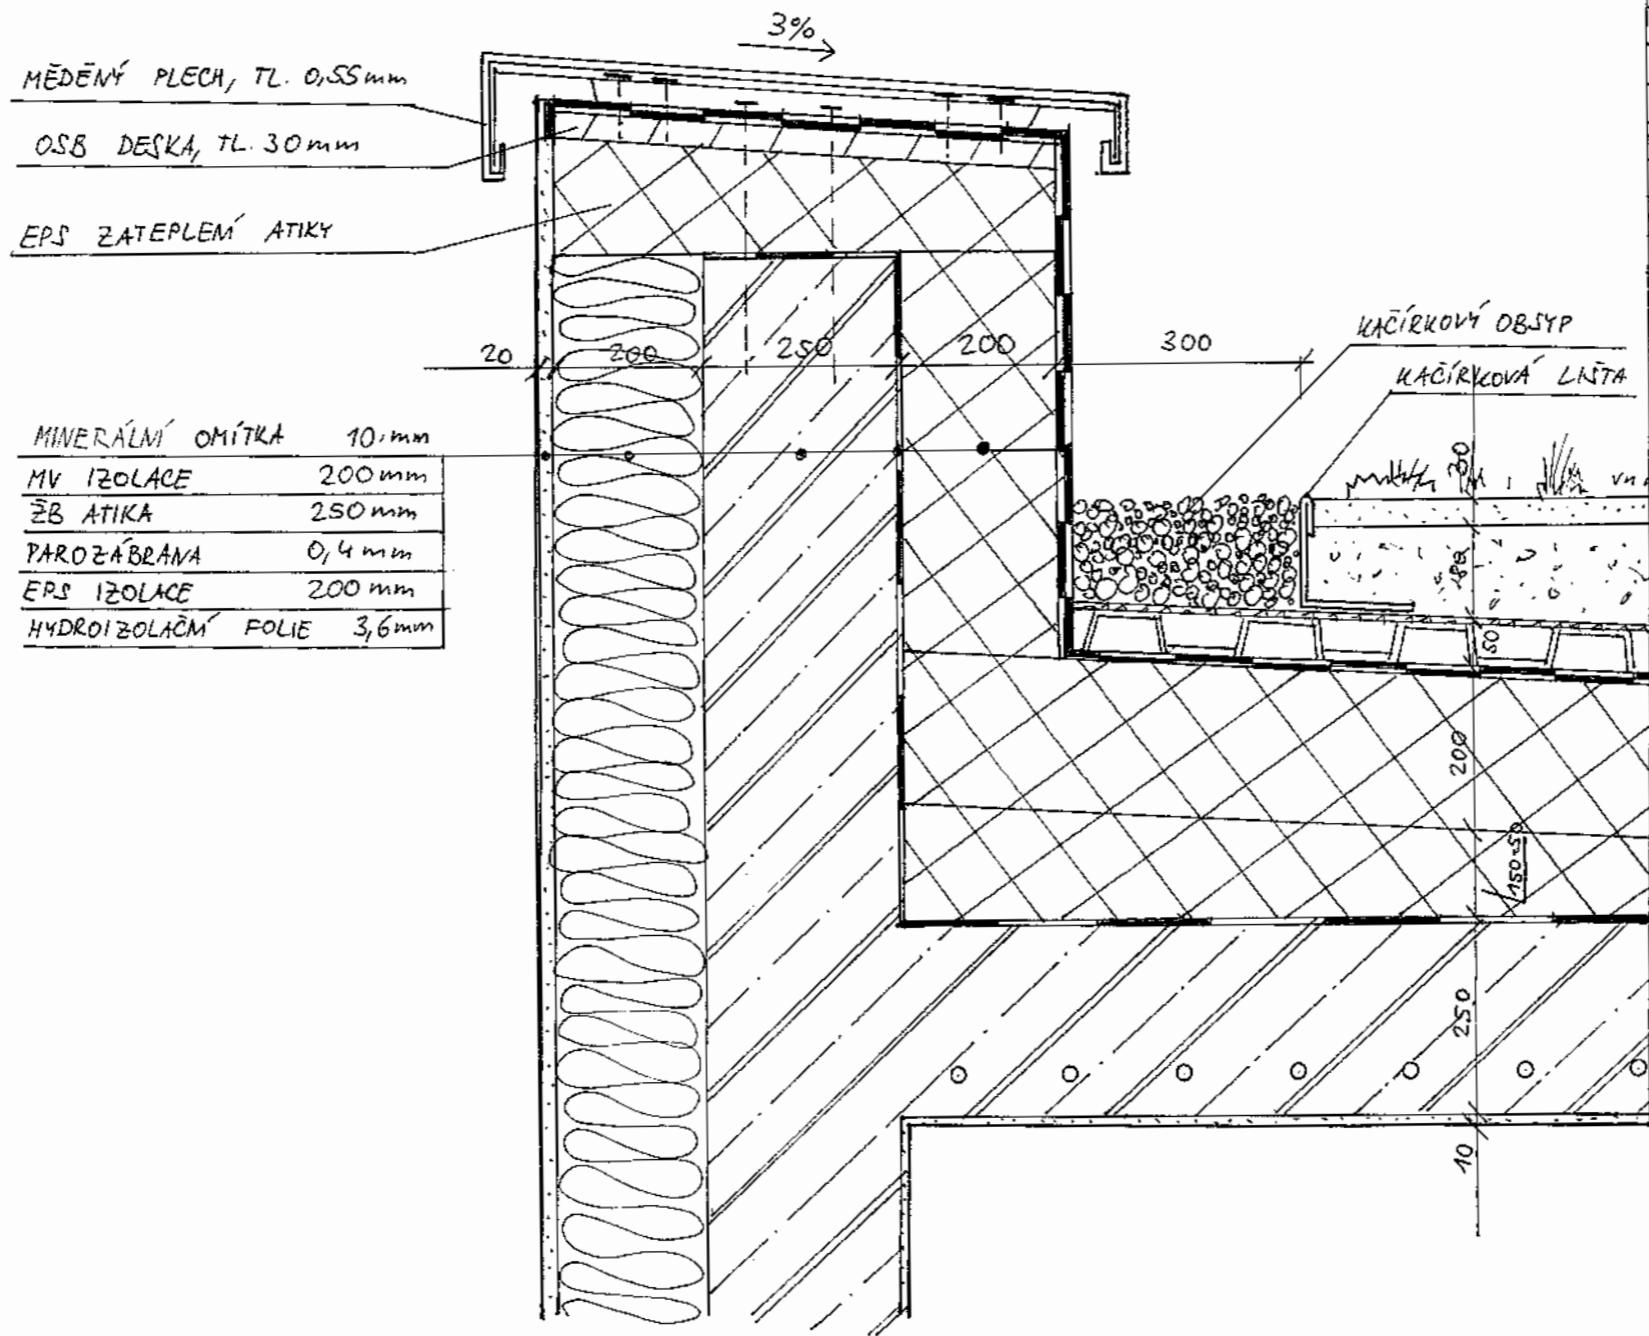 3%
MĚDĚNÝ PLECH, TL. 0,55mm
OSB DESKA, TL. 30mm
EPS ZATEPLENÍ ATIKY
KAČÍRKOVÝ OBSYP
KAČÍRKOVÁ LIŠTA
20 200 250 200 300
MINERÁLNÍ OMÍTKA 10mm
MV IZOLACE 200mm
ŽB ATIKA 250mm
PAROZÁBRANA 0,4mm
EPS IZOLACE 200mm
HYDROIZOLAČNÍ FOLIE 3,6mm
50
200
150-50
250
10